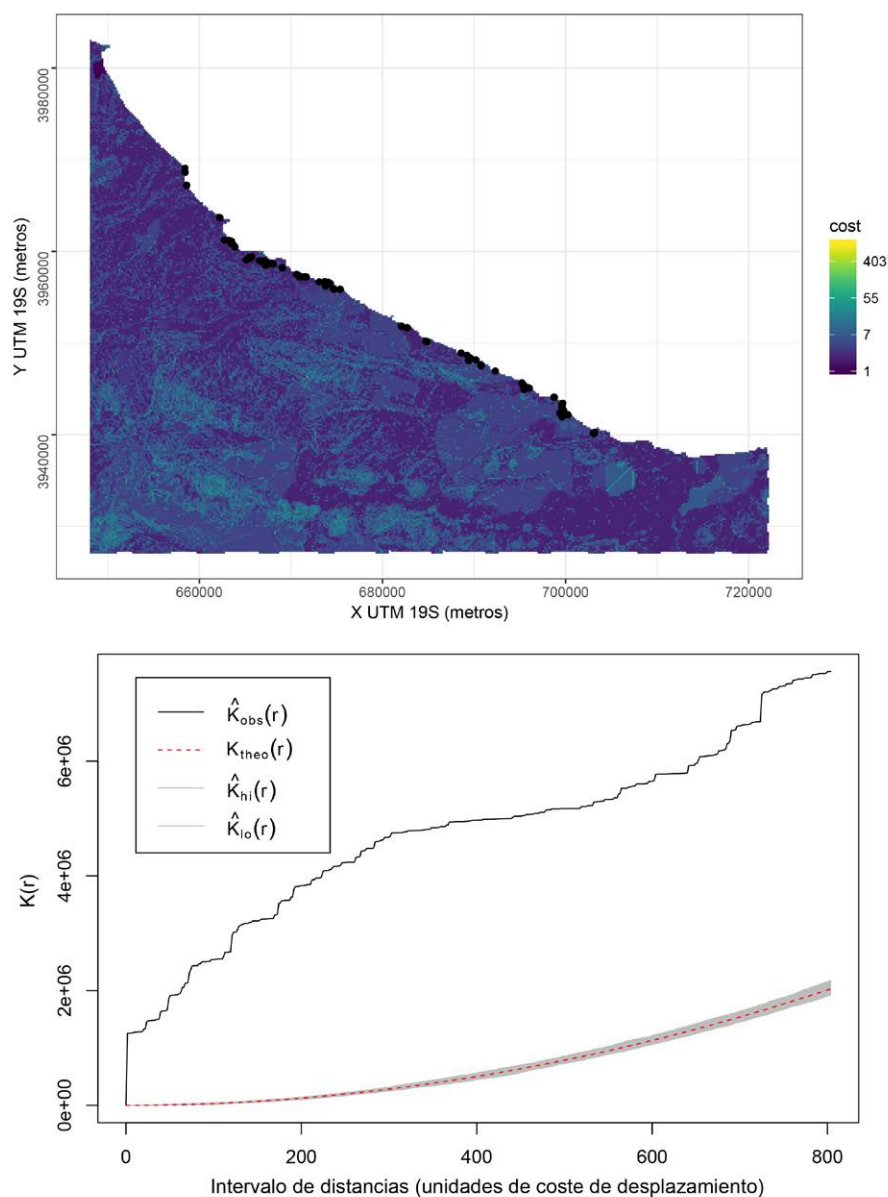 3980000
3960000
3940000
Y UTM 19S (metros)
660000
680000
700000
720000
X UTM 19S (metros)
cost
403
55
7
1
K̂obs(r)
Ktheo(r)
K̂hi(r)
K̂lo(r)
K(r)
6e+06
4e+06
2e+06
0e+00
0
200
400
600
800
Intervalo de distancias (unidades de coste de desplazamiento)